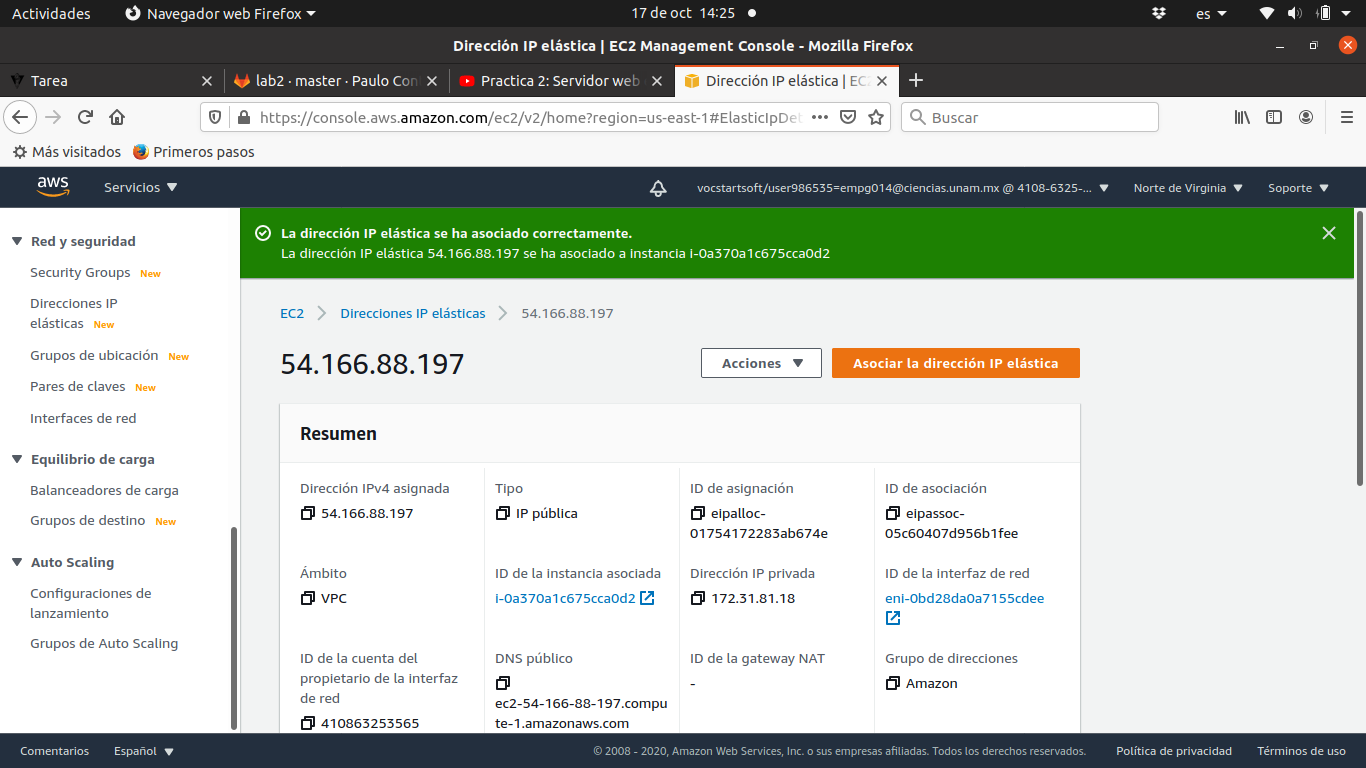 Actividades
Navegador web Firefox
17 de oct 14:25
es
Dirección IP elástica | EC2 Management Console - Mozilla Firefox
Tarea
lab2 · master · Paulo Con
Practica 2: Servidor web
Dirección IP elástica | EC
https://console.aws.amazon.com/ec2/v2/home?region=us-east-1#ElasticIpDe
Buscar
Más visitados
Primeros pasos
aws
Servicios
vocstartsoft/user986535=empg014@ciencias.unam.mx @ 4108-6325-...
Norte de Virginia
Soporte
Red y seguridad
Security Groups New
Direcciones IP
elásticas New
Grupos de ubicación New
Pares de claves New
Interfaces de red
Equilibrio de carga
Balanceadores de carga
Grupos de destino New
Auto Scaling
Configuraciones de
lanzamiento
Grupos de Auto Scaling
La dirección IP elástica se ha asociado correctamente.
La dirección IP elástica 54.166.88.197 se ha asociado a instancia i-0a370a1c675cca0d2
EC2
Direcciones IP elásticas
54.166.88.197
54.166.88.197
Acciones
Asociar la dirección IP elástica
Resumen
Dirección IPv4 asignada
54.166.88.197
Tipo
IP pública
ID de asignación
eipalloc-
01754172283ab674e
ID de asociación
eipassoc-
05c60407d956b1fee
Ámbito
VPC
ID de la instancia asociada
i-0a370a1c675cca0d2
Dirección IP privada
172.31.81.18
ID de la interfaz de red
eni-0bd28da0a7155cdee
ID de la cuenta del
propietario de la interfaz
de red
410863253565
DNS público
ec2-54-166-88-197.compu
te-1.amazonaws.com
ID de la gateway NAT
-
Grupo de direcciones
Amazon
Comentarios
Español
© 2008 - 2020, Amazon Web Services, Inc. o sus empresas afiliadas. Todos los derechos reservados.
Política de privacidad
Términos de uso